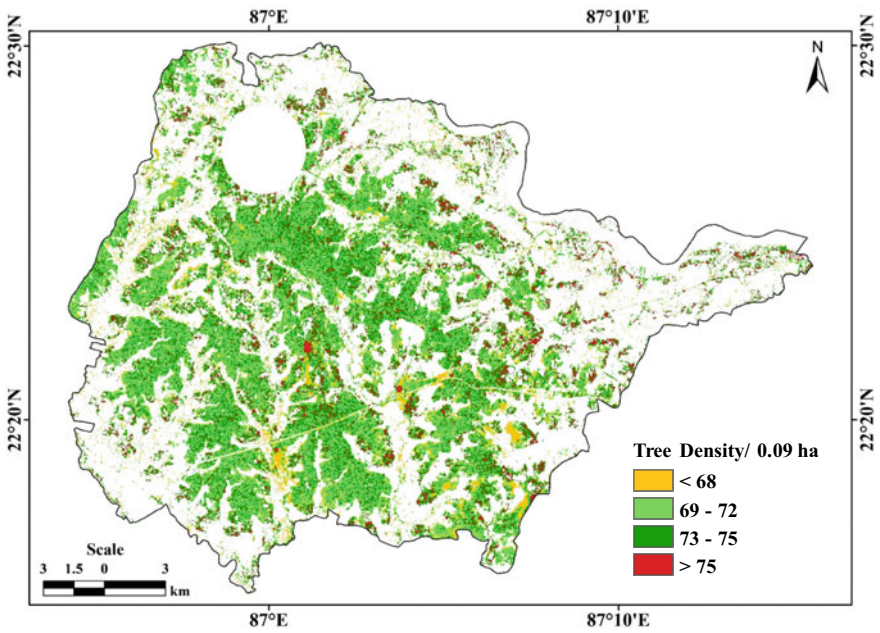 87°E 87°10'E
22°30'N 22°30'N
N
22°20'N 22°20'N
Tree Density/ 0.09 ha
< 68
69 - 72
73 - 75
> 75
Scale
3 1.5 0 3
km
87°E 87°10'E